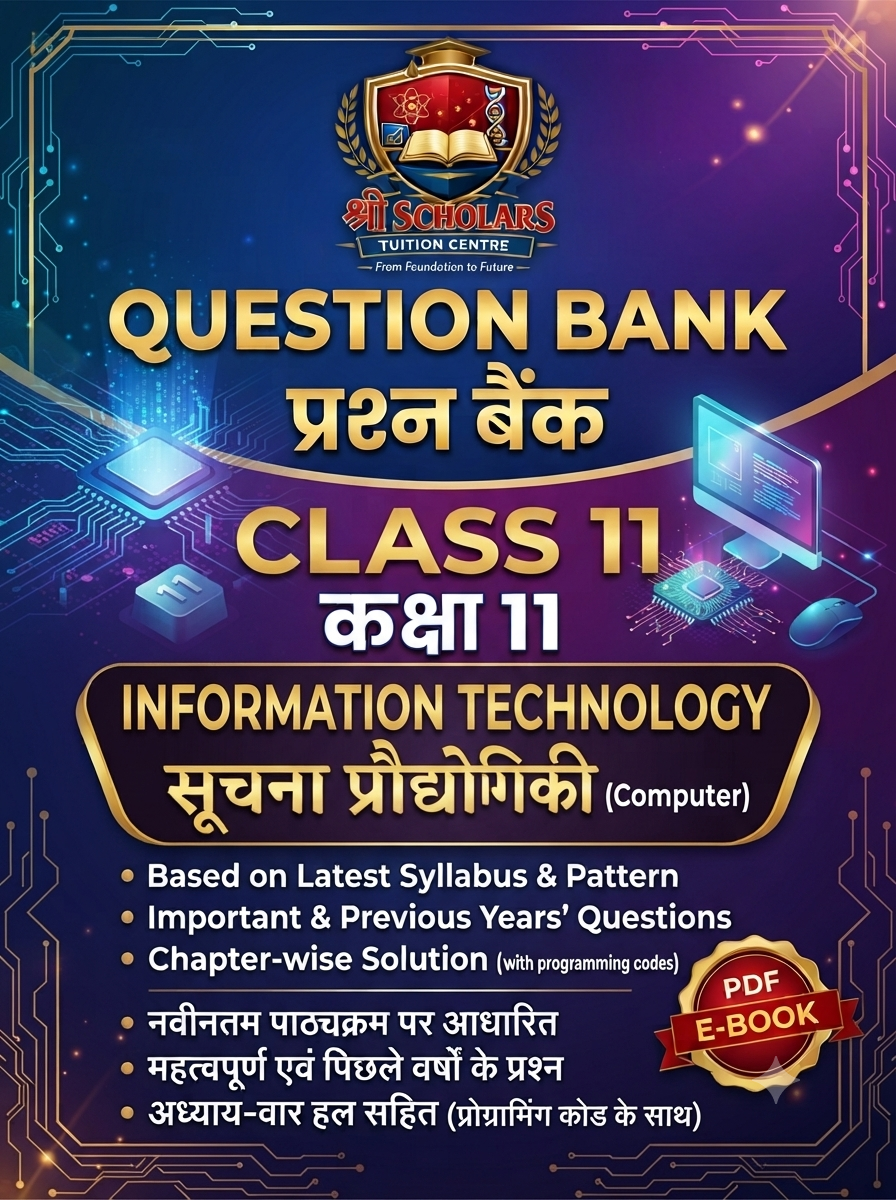 श्री SCHOLARS
TUITION CENTRE
From Foundation to Future
QUESTION BANK
प्रश्न बैंक
CLASS 11
कक्षा 11
11
INFORMATION TECHNOLOGY
सूचना प्रौद्योगिकी (Computer)
• Based on Latest Syllabus & Pattern
• Important & Previous Years' Questions
• Chapter-wise Solution (with programming codes)
PDF
E-BOOK
• नवीनतम पाठ्यक्रम पर आधारित
• महत्वपूर्ण एवं पिछले वर्षों के प्रश्न
• अध्याय-वार हल सहित (प्रोग्रामिंग कोड के साथ)